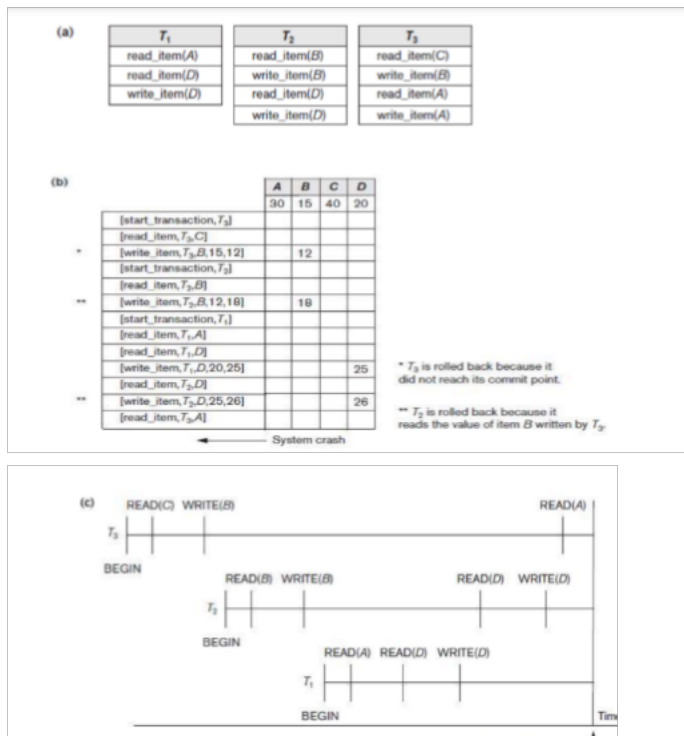 (a)
T1 T2 T3
read_item(A) read_item(B) read_item(C)
read_item(D) write_item(B) write_item(B)
write_item(D) read_item(D) read_item(A)
write_item(D) write_item(A)
(b)
A B C D
30 15 40 20
[start_transaction,T3]
[read_item,T3,C]
* [write_item,T3,B,15,12] 12
[start_transaction,T2]
[read_item,T2,B]
** [write_item,T2,B,12,18] 18
[start_transaction,T1]
[read_item,T1,A]
[read_item,T1,D]
[write_item,T1,D,20,25] 25
[read_item,T2,D]
** [write_item,T2,D,25,26] 26
[read_item,T3,A]
* T3 is rolled back because it
did not reach its commit point.
** T2 is rolled back because it
reads the value of item B written by T3.
System crash
(c)
READ(C) WRITE(B) READ(A)
T3
BEGIN
READ(B) WRITE(B) READ(D) WRITE(D)
T2
BEGIN
READ(A) READ(D) WRITE(D)
T1
BEGIN